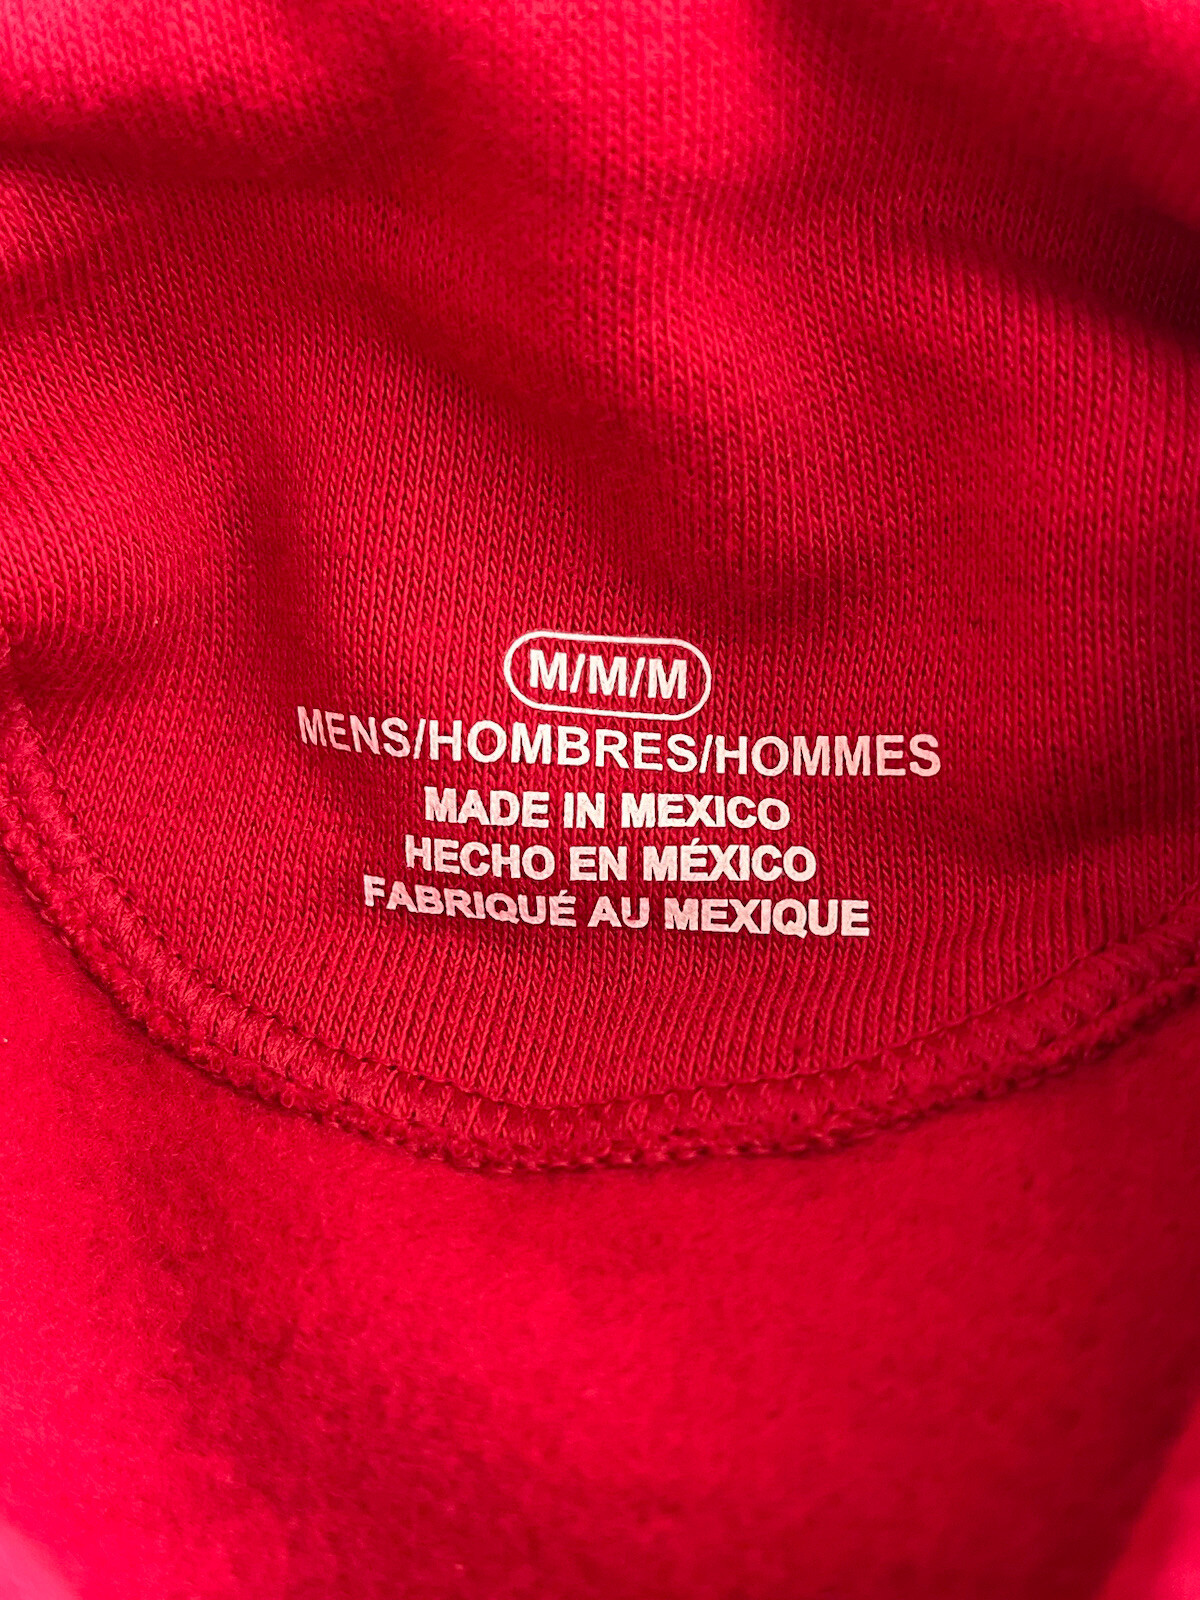 M/M/M
MENS/HOMBRES/HOMMES
MADE IN MEXICO
HECHO EN MÉXICO
FABRIQUÉ AU MEXIQUE